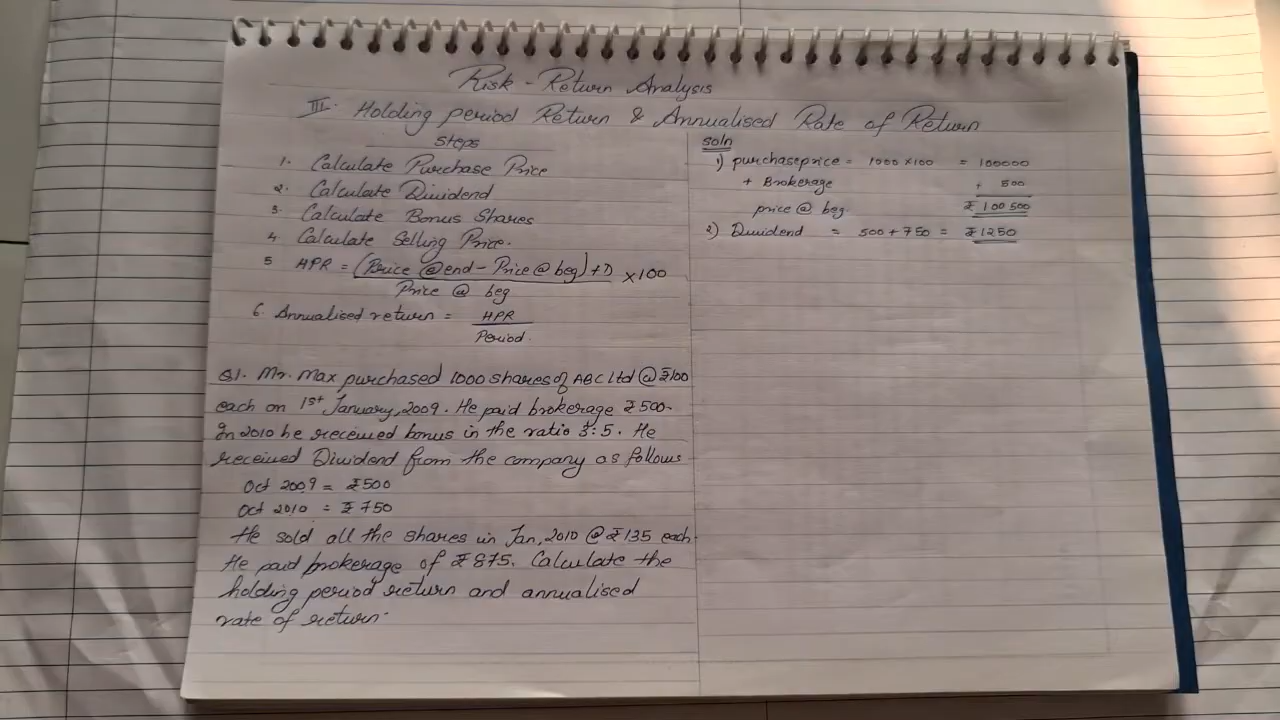 Risk - Return Analysis
III. Holding period Return & Annualised Rate of Return
Steps
1. Calculate Purchase Price
2. Calculate Dividend
3. Calculate Bonus Shares
4. Calculate Selling Price.
5 HPR = (Price @ end - Price @ beg) + D × 100
Price @ beg
6. Annualised return = HPR
Period.
Q1. Mr. Max purchased 1000 shares of ABC Ltd @ ₹100
each on 1st January, 2009. He paid brokerage ₹500.
In 2010 he received bonus in the ratio 3:5. He
received Dividend from the company as follows
Oct 2009 = ₹500
Oct 2010 = ₹750
He sold all the shares in Jan, 2010 @ ₹135 each
He paid brokerage of ₹875. Calculate the
holding period return and annualised
rate of return.
soln
1) purchase price = 1000 × 100 = 100000
+ Brokerage + 500
price @ beg. ₹ 100 500
2) Dividend = 500 + 750 = ₹1250